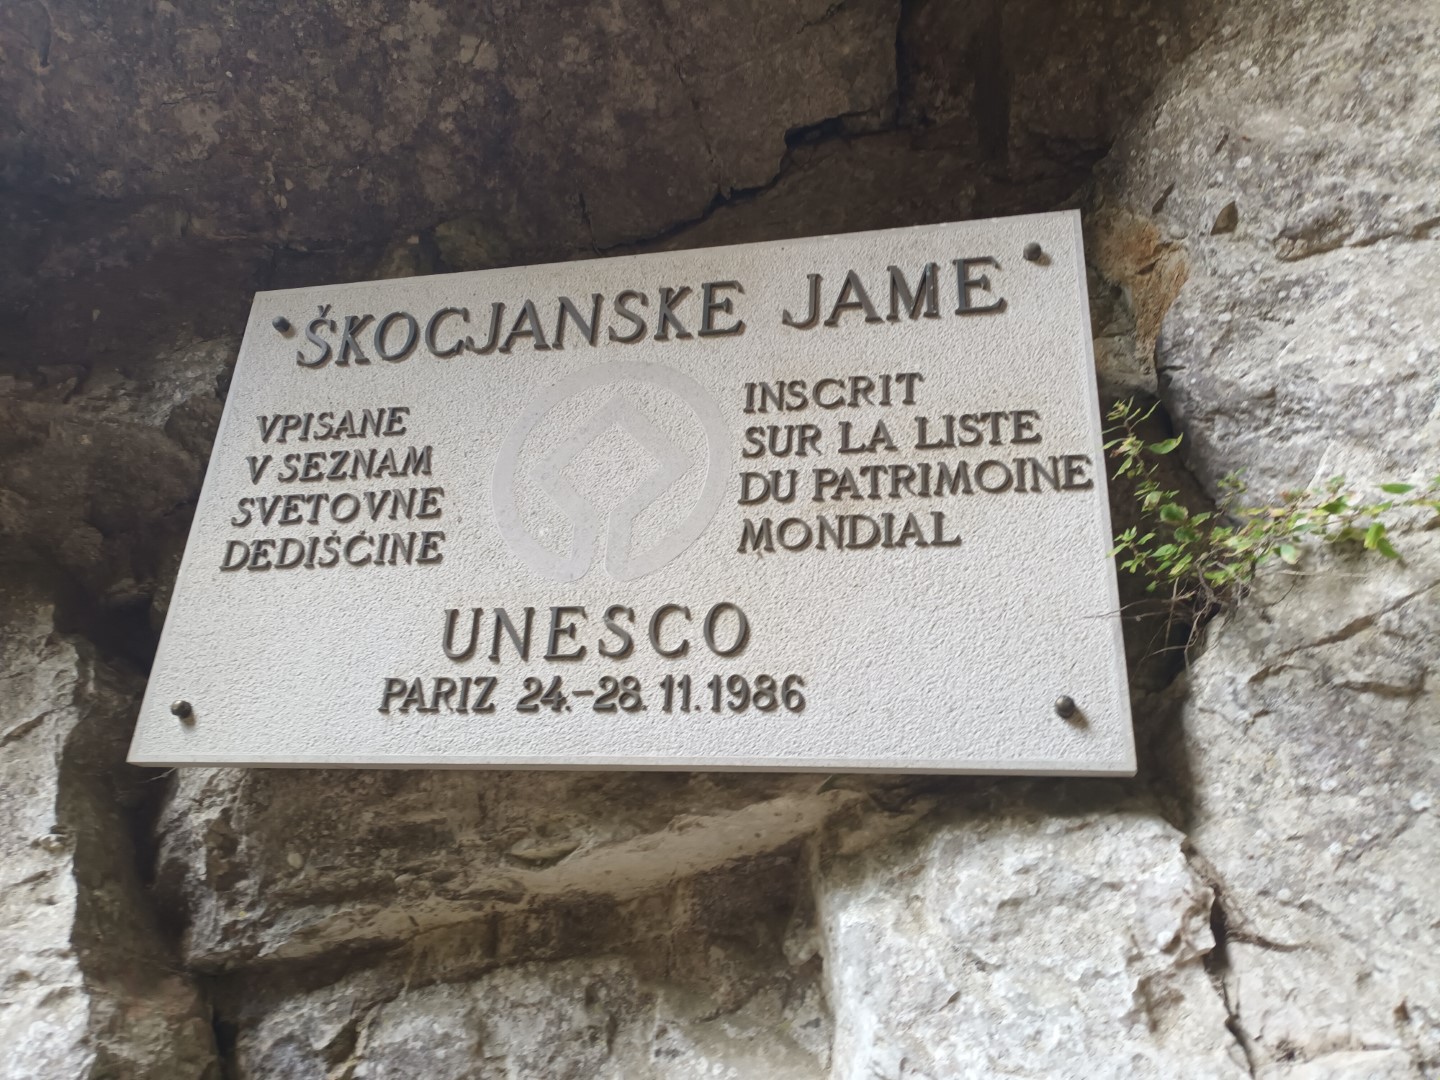 ŠKOCJANSKE JAME
VPISANE
V SEZNAM
SVETOVNE
DEDIŠČINE
INSCRIT
SUR LA LISTE
DU PATRIMOINE
MONDIAL
UNESCO
PARIZ 24.-28.11.1986